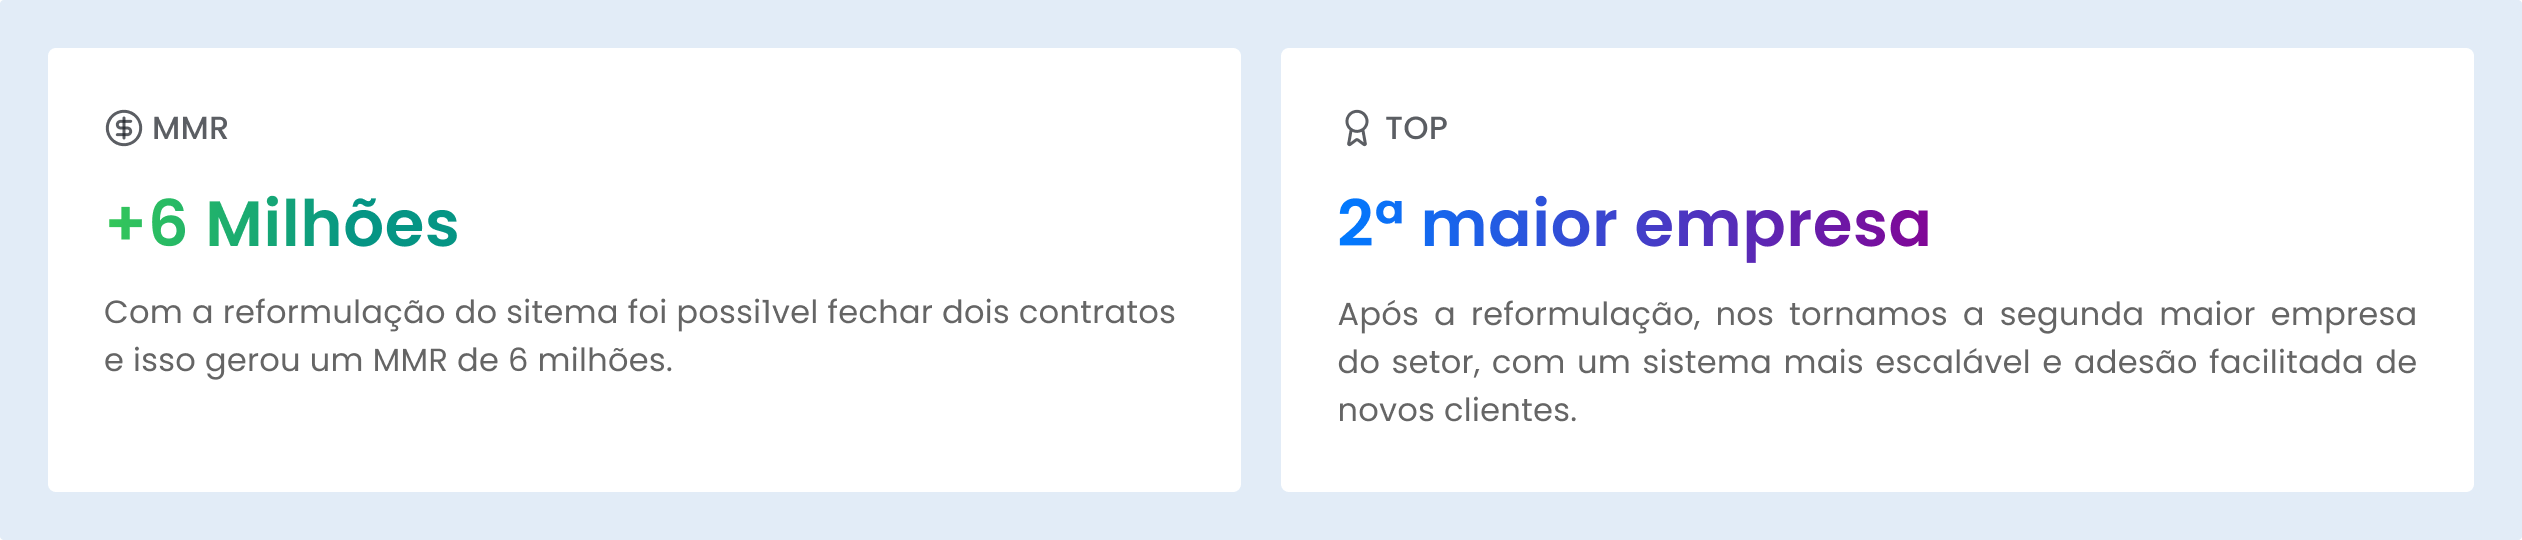 MMR
+6 Milhões
Com a reformulação do sitema foi possi1vel fechar dois contratos
e isso gerou um MMR de 6 milhões.
TOP
2ª maior empresa
Após a reformulação, nos tornamos a segunda maior empresa
do setor, com um sistema mais escalável e adesão facilitada de
novos clientes.